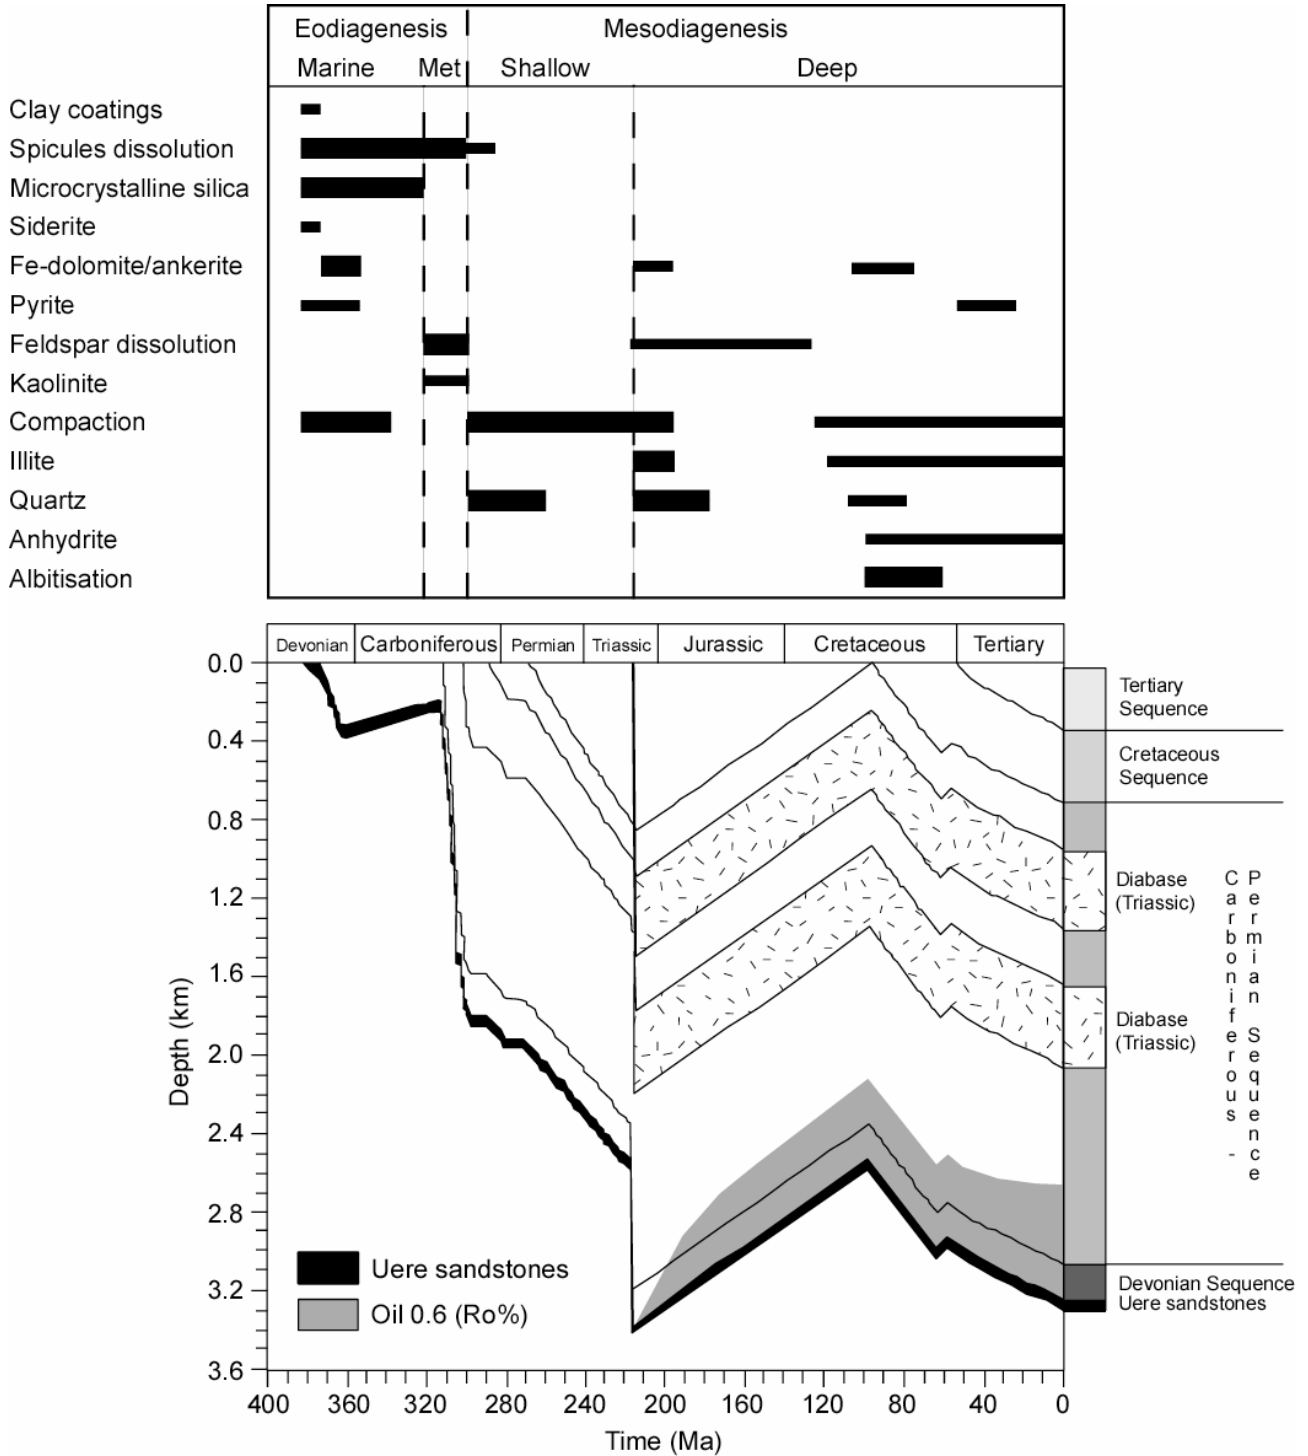 Eodiagenesis Mesodiagenesis
Marine Met Shallow Deep
Clay coatings
Spicules dissolution
Microcrystalline silica
Siderite
Fe-dolomite/ankerite
Pyrite
Feldspar dissolution
Kaolinite
Compaction
Illite
Quartz
Anhydrite
Albitisation
Devonian Carboniferous Permian Triassic Jurassic Cretaceous Tertiary
0.0
0.4
0.8
1.2
1.6
2.0
2.4
2.8
3.2
3.6
Depth (km)
Tertiary
Sequence
Cretaceous
Sequence
Diabase
(Triassic)
Diabase
(Triassic)
Carboniferous -
Permian Sequence
Devonian Sequence
Uere sandstones
Uere sandstones
Oil 0.6 (Ro%)
400 360 320 280 240 200 160 120 80 40 0
Time (Ma)